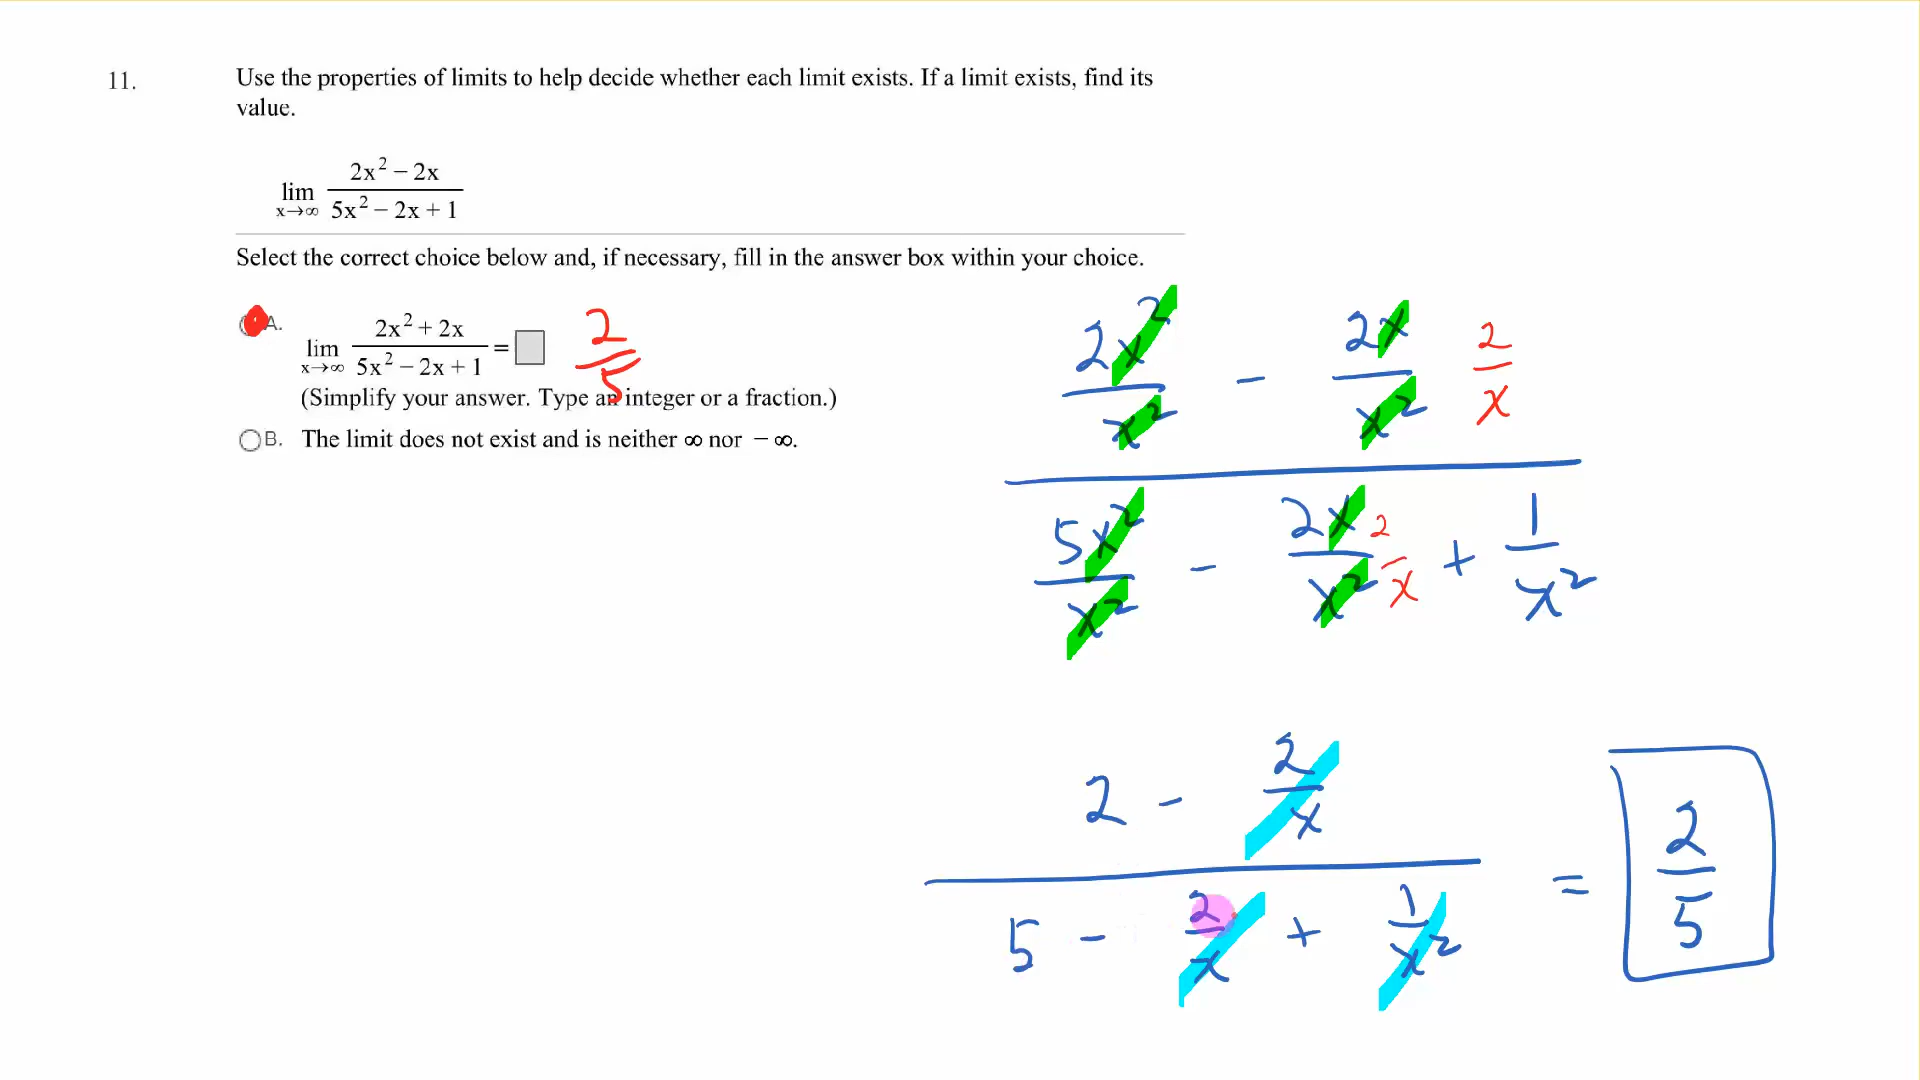 11. Use the properties of limits to help decide whether each limit exists. If a limit exists, find its
value.
lim x→∞ (2x² − 2x)/(5x² − 2x + 1)
Select the correct choice below and, if necessary, fill in the answer box within your choice.
A. lim x→∞ (2x² + 2x)/(5x² − 2x + 1) = 2/5
(Simplify your answer. Type an integer or a fraction.)
B. The limit does not exist and is neither ∞ nor − ∞.
2x²/x² − 2x/x² 2/x
5x²/x² − 2x/x² 2/x + 1/x²
2 − 2/x
5 − 2/x + 1/x² = 2/5